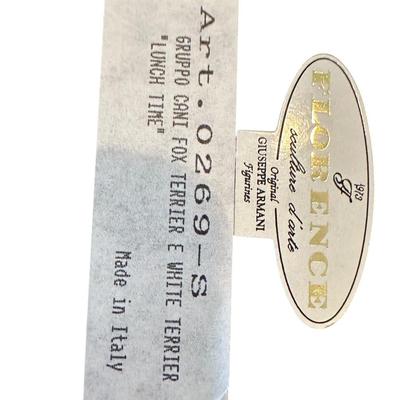 Art.0269-S
GRUPPO CANI FOX TERRIER E WHITE TERRIER
"LUNCH TIME"
Made in Italy
1973
FLORENCE
sculture d'arte
Original
GIUSEPPE ARMANI
Figurines